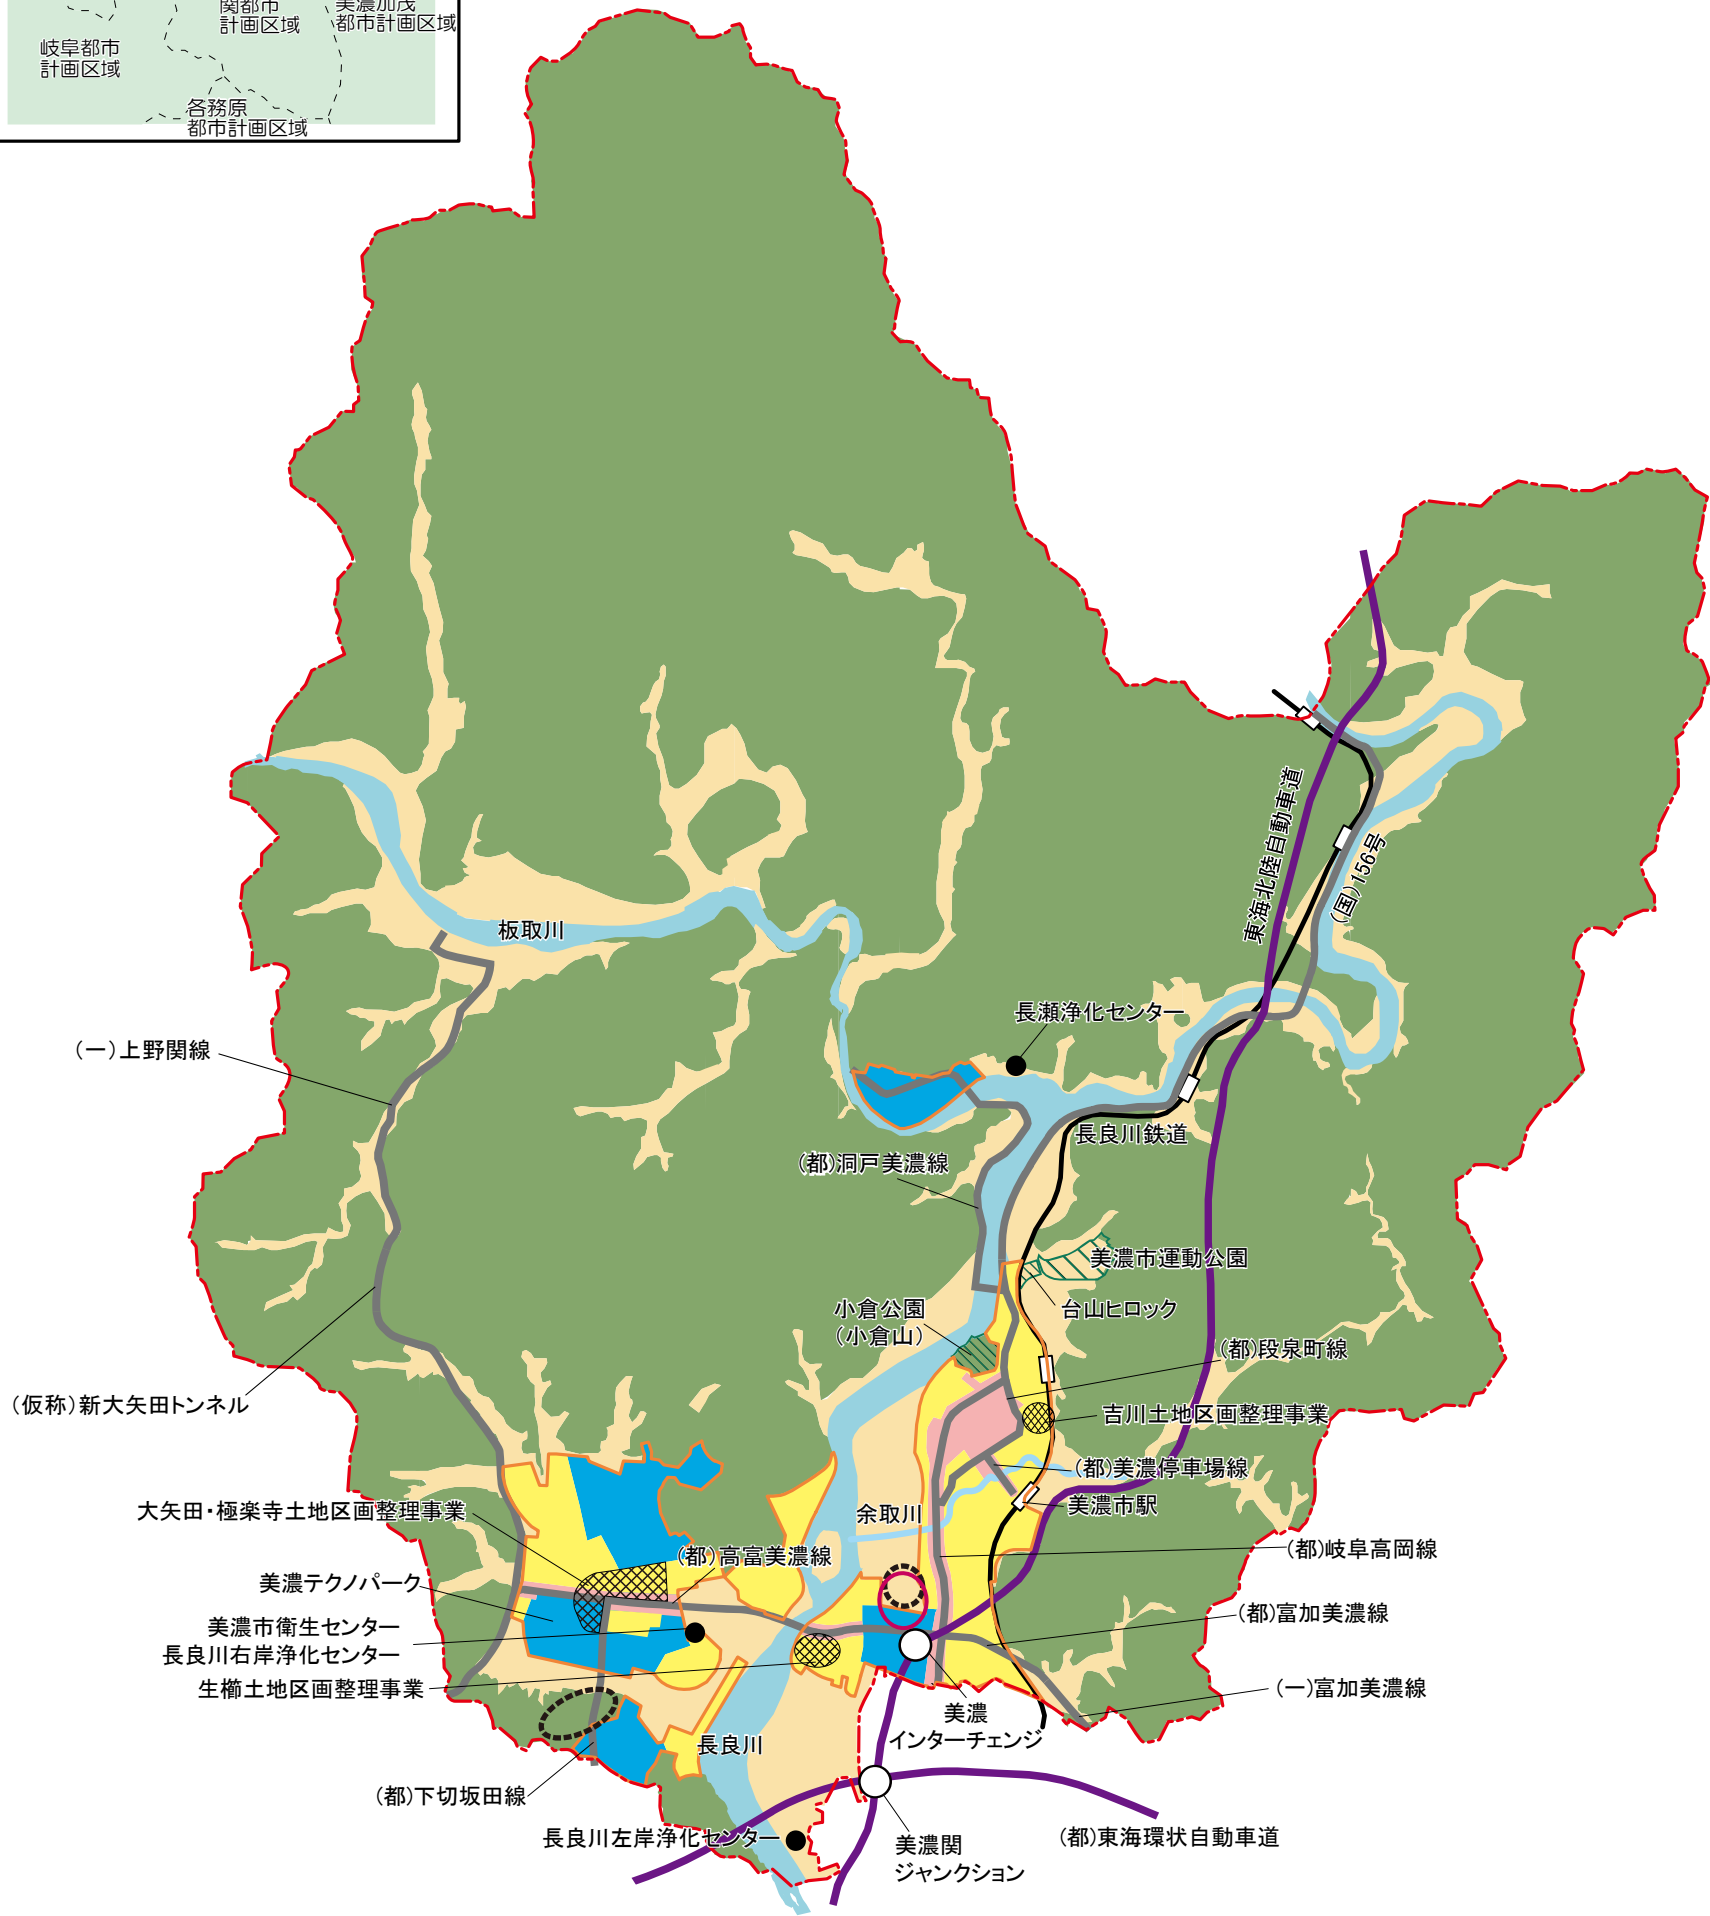 関都市
計画区域
美濃加茂
都市計画区域
岐阜都市
計画区域
各務原
都市計画区域
東海北陸自動車道
(国)156号
板取川
長瀬浄化センター
(一)上野関線
長良川鉄道
(都)洞戸美濃線
美濃市運動公園
台山ヒロック
小倉公園
(小倉山)
(都)段泉町線
(仮称)新大矢田トンネル
吉川土地区画整理事業
(都)美濃停車場線
美濃市駅
大矢田・極楽寺土地区画整理事業
余取川
(都)高富美濃線
(都)岐阜高岡線
美濃テクノパーク
(都)富加美濃線
美濃市衛生センター
長良川右岸浄化センター
生櫛土地区画整理事業
(一)富加美濃線
美濃
インターチェンジ
長良川
(都)下切坂田線
長良川左岸浄化センター
美濃関
ジャンクション
(都)東海環状自動車道